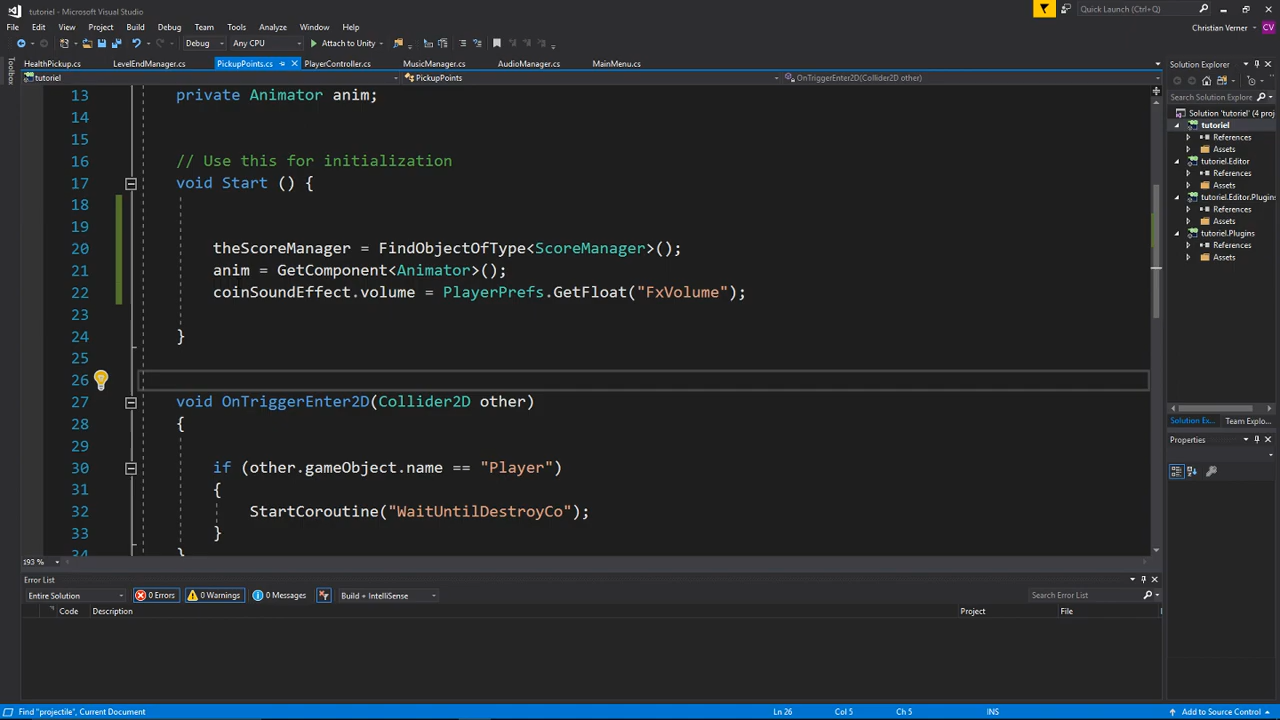 tutoriel - Microsoft Visual Studio
Quick Launch (Ctrl+Q)
File Edit View Project Build Debug Team Tools Analyze Window Help
Christian Verner CV
Debug Any CPU Attach to Unity
Toolbox
HealthPickup.cs LevelEndManager.cs PickupPoints.cs PlayerController.cs MusicManager.cs AudioManager.cs MainMenu.cs
tutoriel PickupPoints OnTriggerEnter2D(Collider2D other)
13 private Animator anim;
14
15
16 // Use this for initialization
17 void Start () {
18
19
20 theScoreManager = FindObjectOfType<ScoreManager>();
21 anim = GetComponent<Animator>();
22 coinSoundEffect.volume = PlayerPrefs.GetFloat("FxVolume");
23
24 }
25
26
27 void OnTriggerEnter2D(Collider2D other)
28 {
29
30 if (other.gameObject.name == "Player")
31 {
32 StartCoroutine("WaitUntilDestroyCo");
33 }
34 }
193 %
Solution Explorer
Search Solution Explorer
Solution 'tutoriel' (4 proj
tutoriel
References
Assets
tutoriel.Editor
References
Assets
tutoriel.Editor.Plugins
References
Assets
tutoriel.Plugins
References
Assets
Solution Ex... Team Explo...
Properties
Error List
Entire Solution 0 Errors 0 Warnings 0 Messages Build + IntelliSense Search Error List
Code Description Project File
Find "projectile", Current Document Ln 26 Col 5 Ch 5 INS Add to Source Control